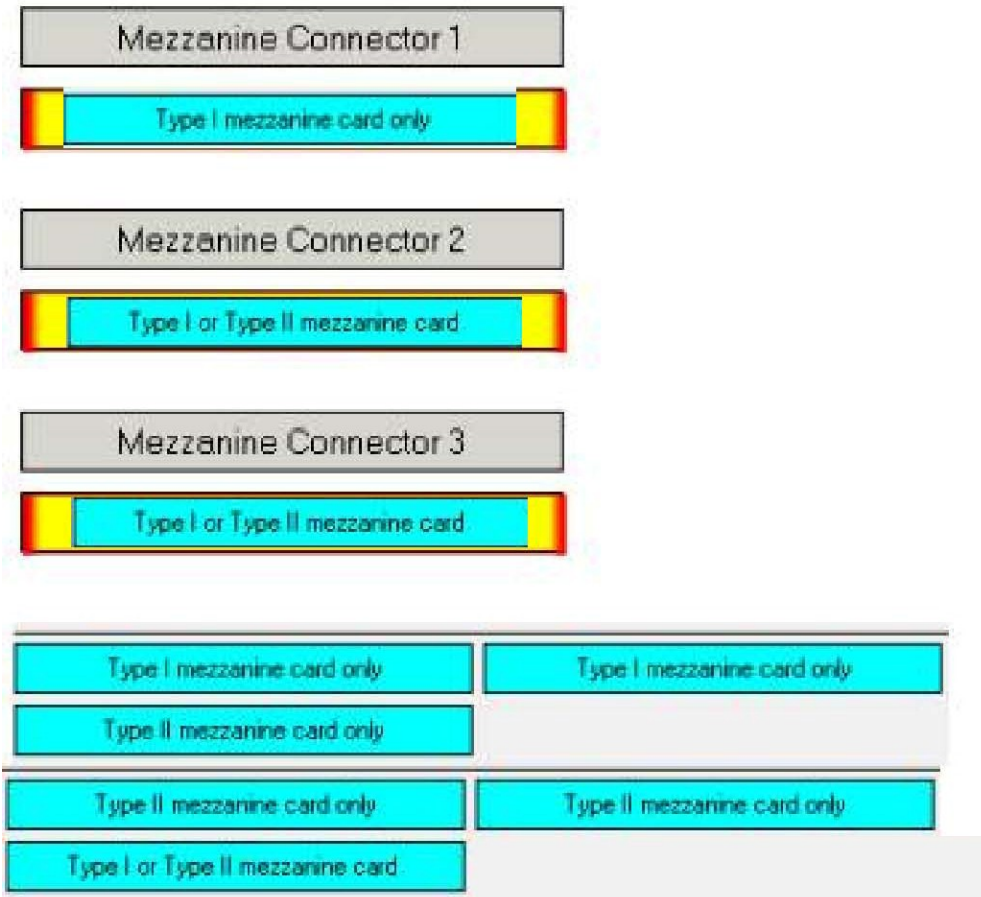 Mezzanine Connector 1
Type I mezzanine card only
Mezzanine Connector 2
Type I or Type II mezzanine card
Mezzanine Connector 3
Type I or Type II mezzanine card
Type I mezzanine card only Type I mezzanine card only
Type II mezzanine card only
Type II mezzanine card only Type II mezzanine card only
Type I or Type II mezzanine card